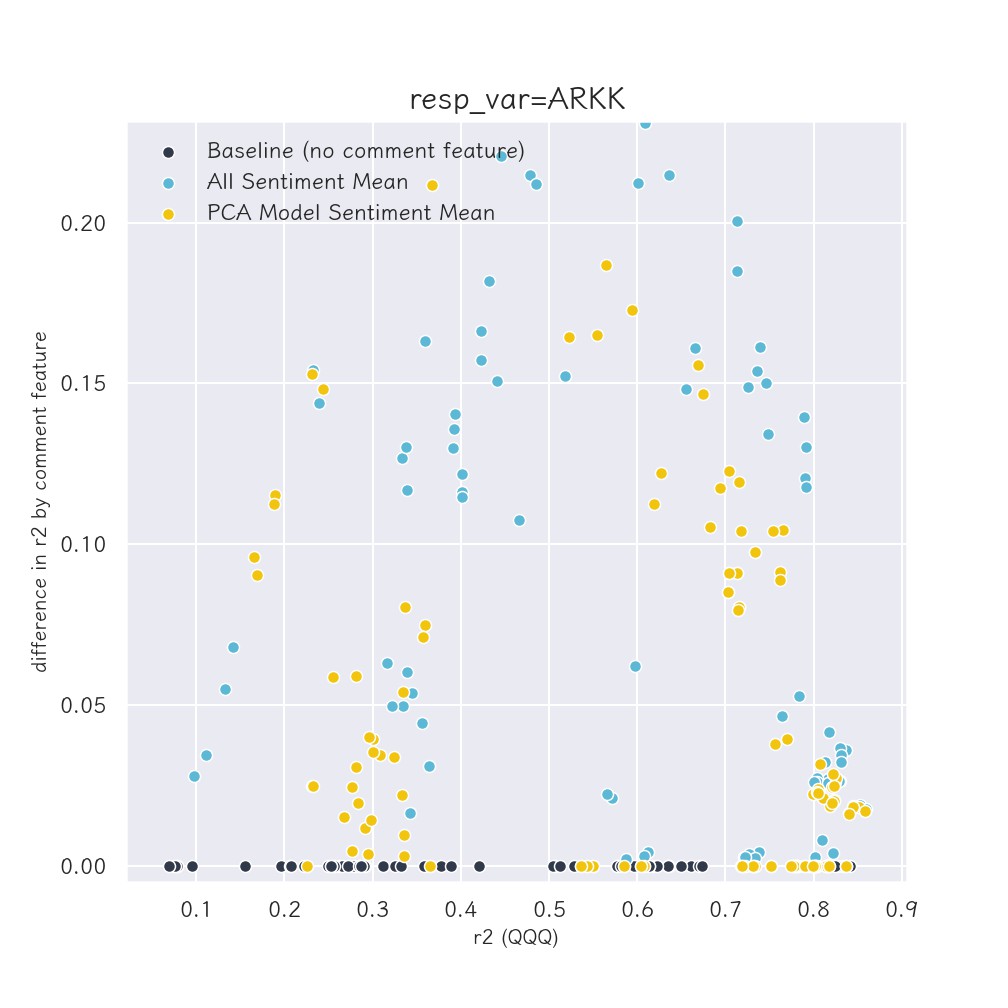 resp_var=ARKK
Baseline (no comment feature)
All Sentiment Mean
PCA Model Sentiment Mean
difference in r2 by comment feature
0.20
0.15
0.10
0.05
0.00
0.1 0.2 0.3 0.4 0.5 0.6 0.7 0.8 0.9
r2 (QQQ)